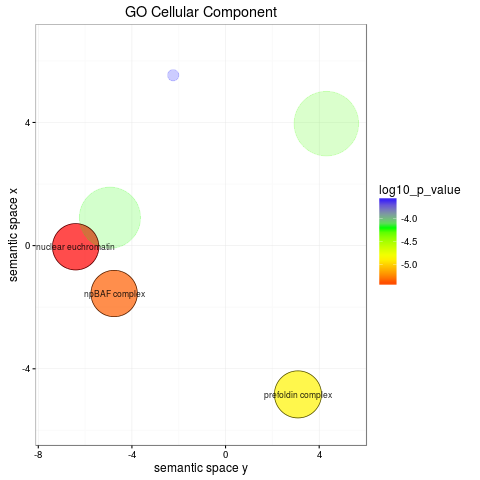 GO Cellular Component
semantic space x
4
0
-4
nuclear euchromatin
npBAF complex
prefoldin complex
-8
-4
0
4
semantic space y
log10_p_value
-4.0
-4.5
-5.0